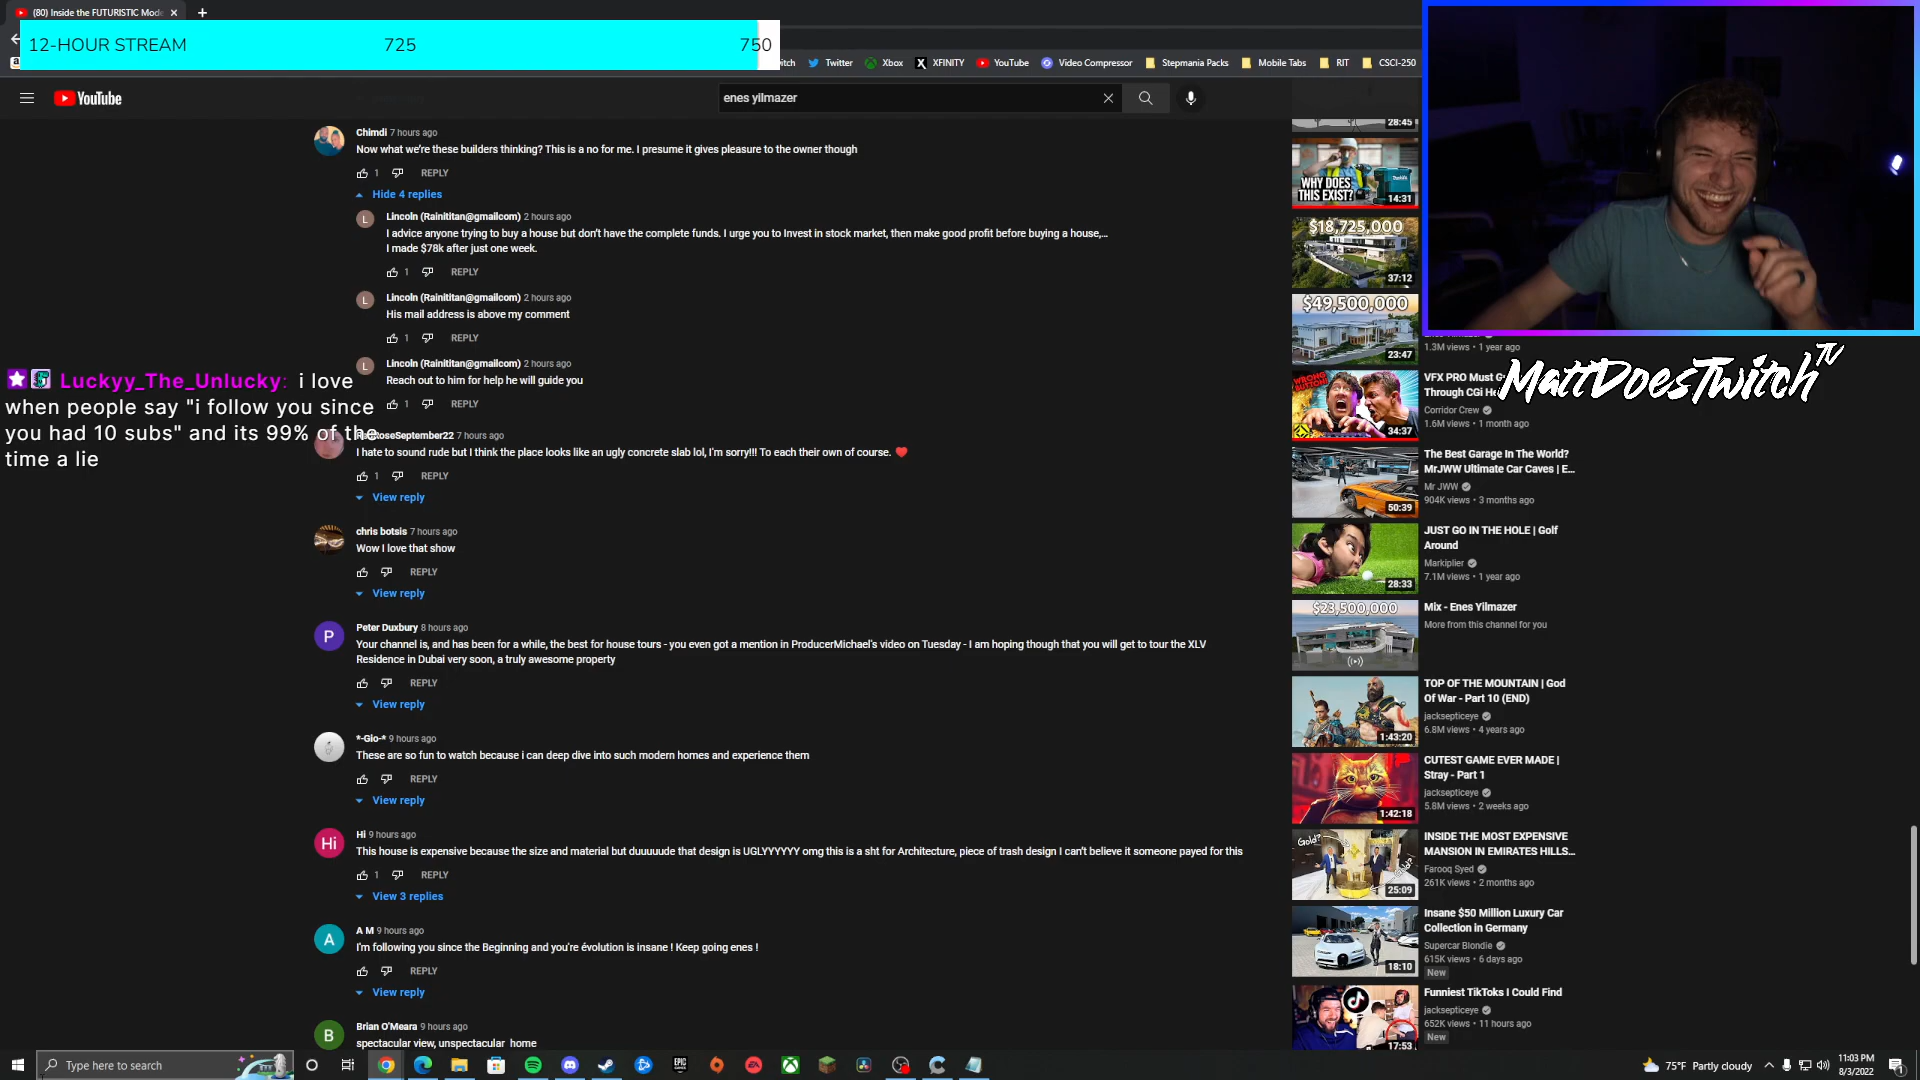 (80) Inside the FUTURISTIC Mode
12-HOUR STREAM 725 750
Twitter Xbox XFINITY YouTube Video Compressor Stepmania Packs Mobile Tabs RIT CSCI-250
YouTube
enes yilmazer
Chimdi 7 hours ago
Now what we're these builders thinking? This is a no for me. I presume it gives pleasure to the owner though
1 REPLY
Hide 4 replies
L
Lincoln (Rainititan@gmailcom) 2 hours ago
I advice anyone trying to buy a house but don't have the complete funds. I urge you to Invest in stock market, then make good profit before buying a house,...
I made $78k after just one week.
1 REPLY
L
Lincoln (Rainititan@gmailcom) 2 hours ago
His mail address is above my comment
1 REPLY
L
Lincoln (Rainititan@gmailcom) 2 hours ago
Reach out to him for help he will guide you
1 REPLY
Luckyy_The_Unlucky: i love
when people say "i follow you since
you had 10 subs" and its 99% of the
time a lie
RoseSeptember22 7 hours ago
I hate to sound rude but I think the place looks like an ugly concrete slab lol, I'm sorry!!! To each their own of course.
1 REPLY
View reply
chris botsis 7 hours ago
Wow I love that show
REPLY
View reply
P
Peter Duxbury 8 hours ago
Your channel is, and has been for a while, the best for house tours - you even got a mention in ProducerMichael's video on Tuesday - I am hoping though that you will get to tour the XLV
Residence in Dubai very soon, a truly awesome property
REPLY
View reply
*-Gio-* 9 hours ago
These are so fun to watch because i can deep dive into such modern homes and experience them
REPLY
View reply
Hi
Hi 9 hours ago
This house is expensive because the size and material but duuuuude that design is UGLYYYYYY omg this is a sht for Architecture, piece of trash design I can't believe it someone payed for this
1 REPLY
View 3 replies
A
A M 9 hours ago
I'm following you since the Beginning and you're évolution is insane ! Keep going enes !
REPLY
View reply
B
Brian O'Meara 9 hours ago
spectacular view, unspectacular home
28:45
WHY DOES
THIS EXIST?
14:31
$18,725,000
37:12
$49,500,000
23:47
1.3M views • 1 year ago
MattDoesTwitch TV
WRONG
BUTTON!
34:37
VFX PRO Must G
Through CGi He
Corridor Crew
1.6M views • 1 month ago
50:39
The Best Garage In The World?
MrJWW Ultimate Car Caves | E...
Mr JWW
904K views • 3 months ago
28:33
JUST GO IN THE HOLE | Golf
Around
Markiplier
7.1M views • 1 year ago
$23,500,000
Mix - Enes Yilmazer
More from this channel for you
1:43:20
TOP OF THE MOUNTAIN | God
Of War - Part 10 (END)
jacksepticeye
6.8M views • 4 years ago
1:42:18
CUTEST GAME EVER MADE |
Stray - Part 1
jacksepticeye
5.8M views • 2 weeks ago
Gold?
25:09
INSIDE THE MOST EXPENSIVE
MANSION IN EMIRATES HILLS...
Farooq Syed
261K views • 2 months ago
18:10
Insane $50 Million Luxury Car
Collection in Germany
Supercar Blondie
615K views • 6 days ago
New
17:53
Funniest TikToks I Could Find
jacksepticeye
652K views • 11 hours ago
New
Type here to search
75°F Partly cloudy
11:03 PM
8/3/2022